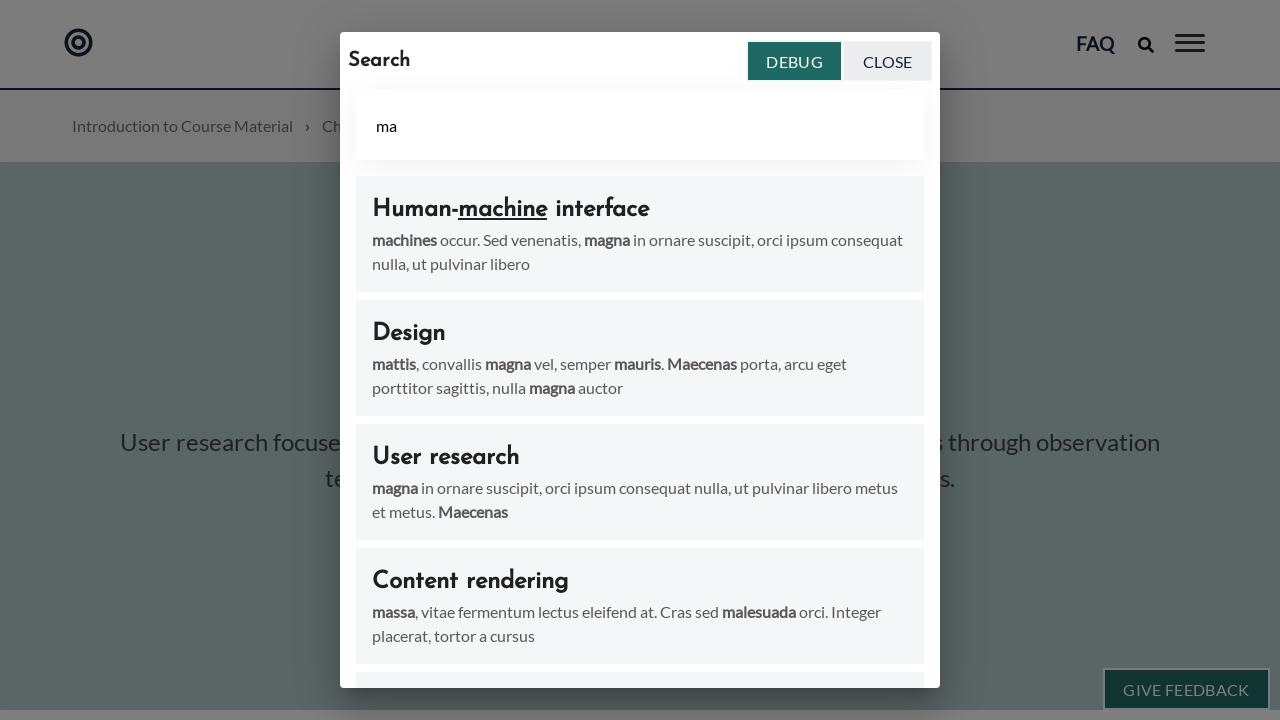 FAQ
Introduction to Course Material › Ch
Search
DEBUG
CLOSE
ma
Human-machine interface
machines occur. Sed venenatis, magna in ornare suscipit, orci ipsum consequat
nulla, ut pulvinar libero
Design
mattis, convallis magna vel, semper mauris. Maecenas porta, arcu eget
porttitor sagittis, nulla magna auctor
User research
magna in ornare suscipit, orci ipsum consequat nulla, ut pulvinar libero metus
et metus. Maecenas
Content rendering
massa, vitae fermentum lectus eleifend at. Cras sed malesuada orci. Integer
placerat, tortor a cursus
User research focuse
s through observation
te
s.
GIVE FEEDBACK